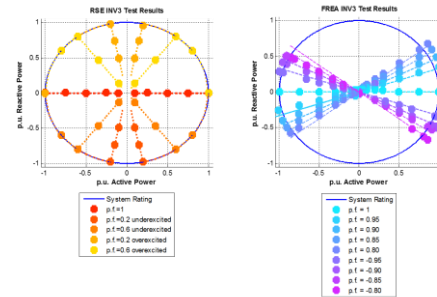 RSE INV3 Test Results
1
0.5
0
-0.5
-1
-1
-0.5
0
0.5
1
p.u. Reactive Power
p.u. Active Power
System Rating
p.f.=1
p.f.=0.2 underexcited
p.f.=0.6 underexcited
p.f.=0.2 overexcited
p.f.=0.6 overexcited
FREA INV3 Test Results
1
0.5
0
-0.5
-1
-1
-0.5
0
0.5
p.u. Reactive Power
p.u. Active Power
System Rating
p.f. = 1
p.f. = 0.95
p.f. = 0.90
p.f. = 0.85
p.f. = 0.80
p.f. = -0.95
p.f. = -0.90
p.f. = -0.85
p.f. = -0.80